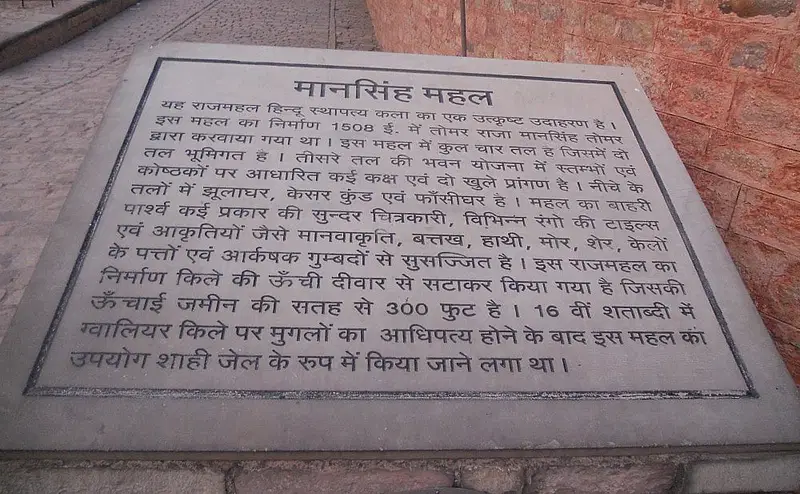 मानसिंह महल
यह राजमहल हिन्दू स्थापत्य कला का एक उत्कृष्ट उदाहरण है।
इस महल का निर्माण 1508 ई. में तोमर राजा मानसिंह तोमर
द्वारा करवाया गया था। इस महल में कुल चार तल है जिसमें दो
तल भूमिगत है। तीसरे तल की भवन योजना में स्तम्भों एवं
कोष्ठकों पर आधारित कई कक्ष एवं दो खुले प्रांगण है। नीचे के
तलों में झूलाघर, केसर कुंड एवं फॉसीघर है। महल का बाहरी
पार्श्व कई प्रकार की सुन्दर चित्रकारी, विभिन्न रंगो की टाइल्स
एवं आकृतियों जैसे मानवाकृति, बत्तख, हाथी, मोर, शेर, केलों
के पत्तों एवं आर्कषक गुम्बदों से सुसज्जित है। इस राजमहल का
निर्माण किले की ऊँची दीवार से सटाकर किया गया है जिसकी
ऊँचाई जमीन की सतह से 300 फुट है। 16 वीं शताब्दी में
ग्वालियर किले पर मुगलों का आधिपत्य होने के बाद इस महल का
उपयोग शाही जेल के रुप में किया जाने लगा था।